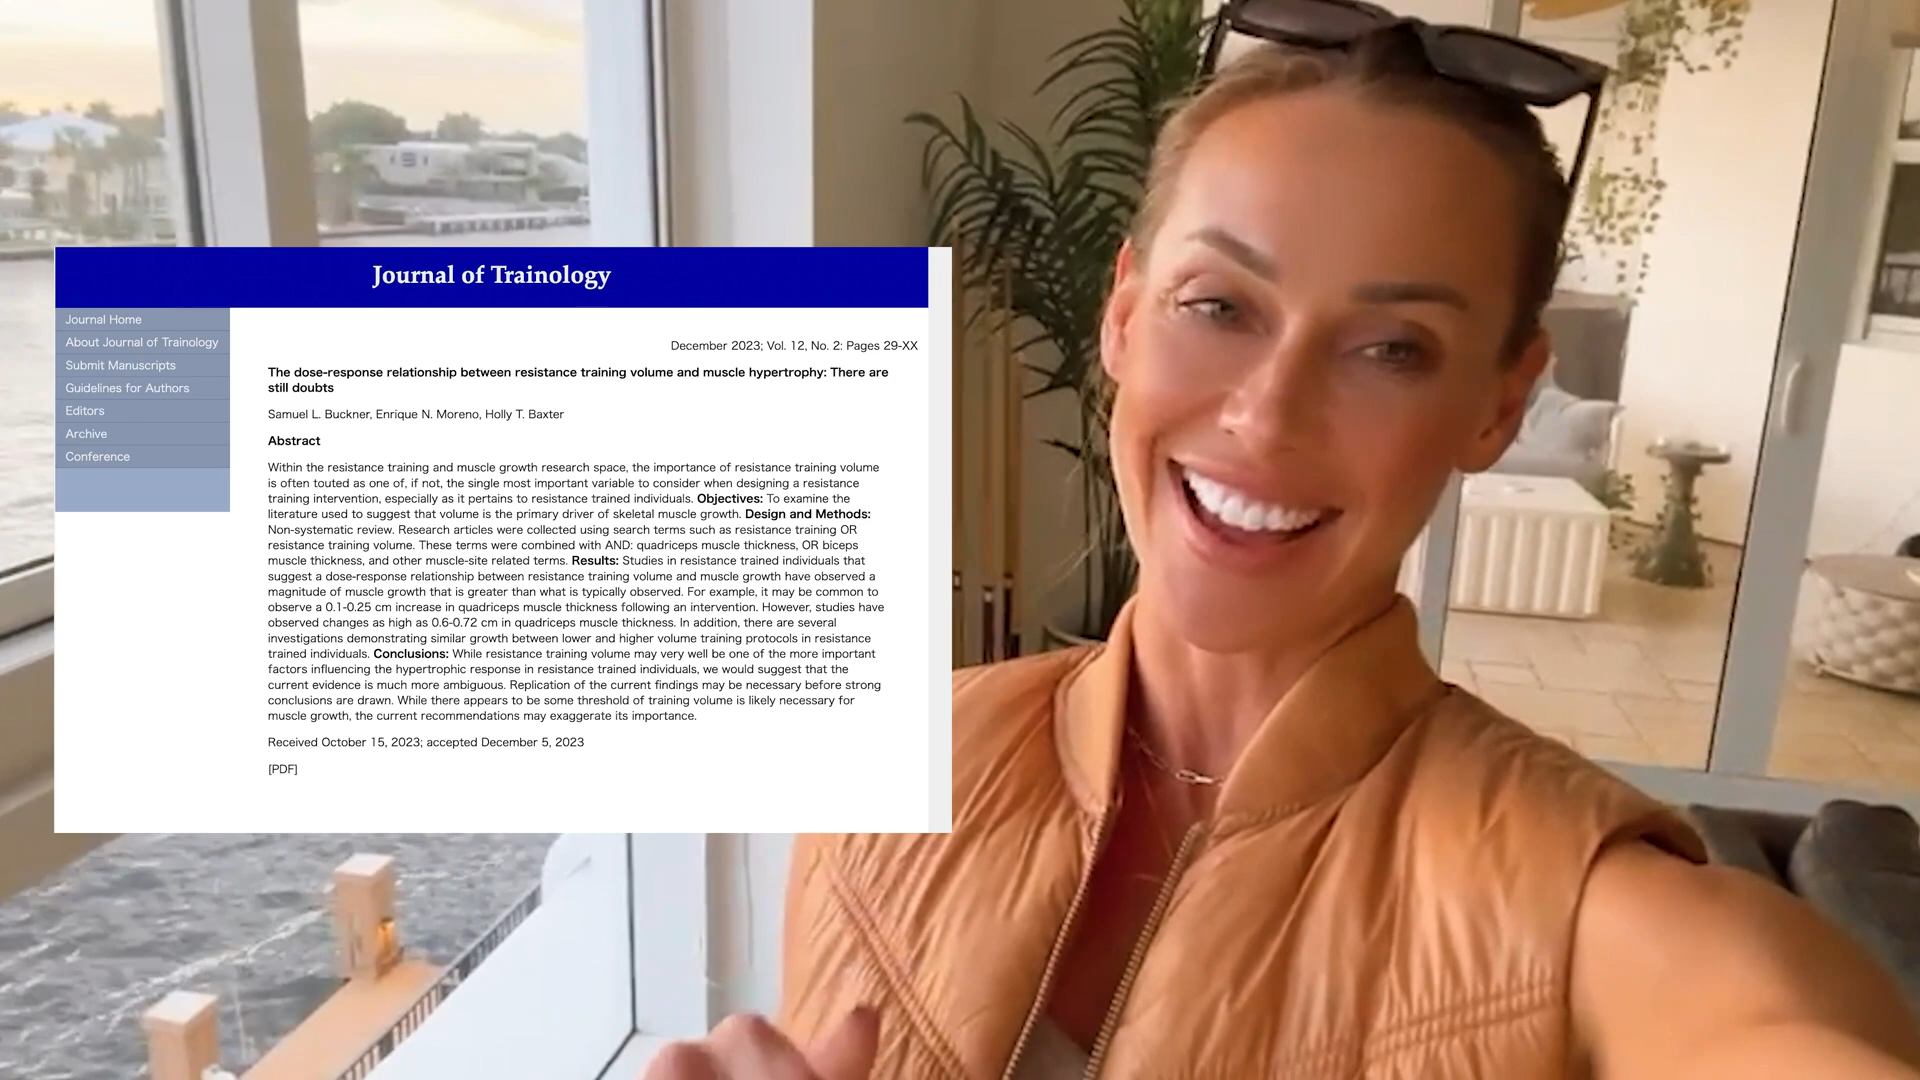 Journal of Trainology
Journal Home
About Journal of Trainology
Submit Manuscripts
Guidelines for Authors
Editors
Archive
Conference
December 2023; Vol. 12, No. 2: Pages 29-XX
The dose-response relationship between resistance training volume and muscle hypertrophy: There are
still doubts
Samuel L. Buckner, Enrique N. Moreno, Holly T. Baxter
Abstract
Within the resistance training and muscle growth research space, the importance of resistance training volume
is often touted as one of, if not, the single most important variable to consider when designing a resistance
training intervention, especially as it pertains to resistance trained individuals. Objectives: To examine the
literature used to suggest that volume is the primary driver of skeletal muscle growth. Design and Methods:
Non-systematic review. Research articles were collected using search terms such as resistance training OR
resistance training volume. These terms were combined with AND: quadriceps muscle thickness, OR biceps
muscle thickness, and other muscle-site related terms. Results: Studies in resistance trained individuals that
suggest a dose-response relationship between resistance training volume and muscle growth have observed a
magnitude of muscle growth that is greater than what is typically observed. For example, it may be common to
observe a 0.1-0.25 cm increase in quadriceps muscle thickness following an intervention. However, studies have
observed changes as high as 0.6-0.72 cm in quadriceps muscle thickness. In addition, there are several
investigations demonstrating similar growth between lower and higher volume training protocols in resistance
trained individuals. Conclusions: While resistance training volume may very well be one of the more important
factors influencing the hypertrophic response in resistance trained individuals, we would suggest that the
current evidence is much more ambiguous. Replication of the current findings may be necessary before strong
conclusions are drawn. While there appears to be some threshold of training volume is likely necessary for
muscle growth, the current recommendations may exaggerate its importance.
Received October 15, 2023; accepted December 5, 2023
[PDF]